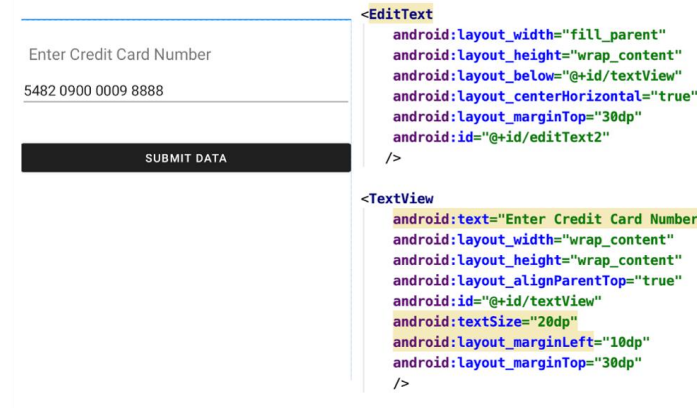 Enter Credit Card Number
5482 0900 0009 8888
SUBMIT DATA
<EditText
android:layout_width="fill_parent"
android:layout_height="wrap_content"
android:layout_below="@+id/textView"
android:layout_centerHorizontal="true"
android:layout_marginTop="30dp"
android:id="@+id/editText2"
/>
<TextView
android:text="Enter Credit Card Number
android:layout_width="wrap_content"
android:layout_height="wrap_content"
android:layout_alignParentTop="true"
android:id="@+id/textView"
android:textSize="20dp"
android:layout_marginLeft="10dp"
android:layout_marginTop="30dp"
/>